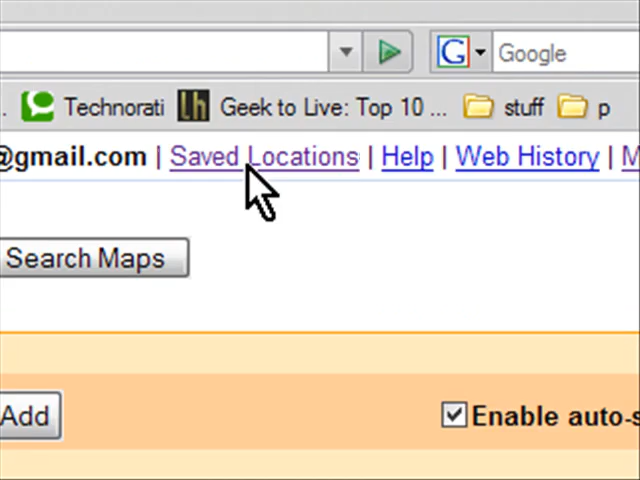 G Google
Technorati lh Geek to Live: Top 10 ... stuff p
@gmail.com | Saved Locations | Help | Web History | M
Search Maps
Add Enable auto-s